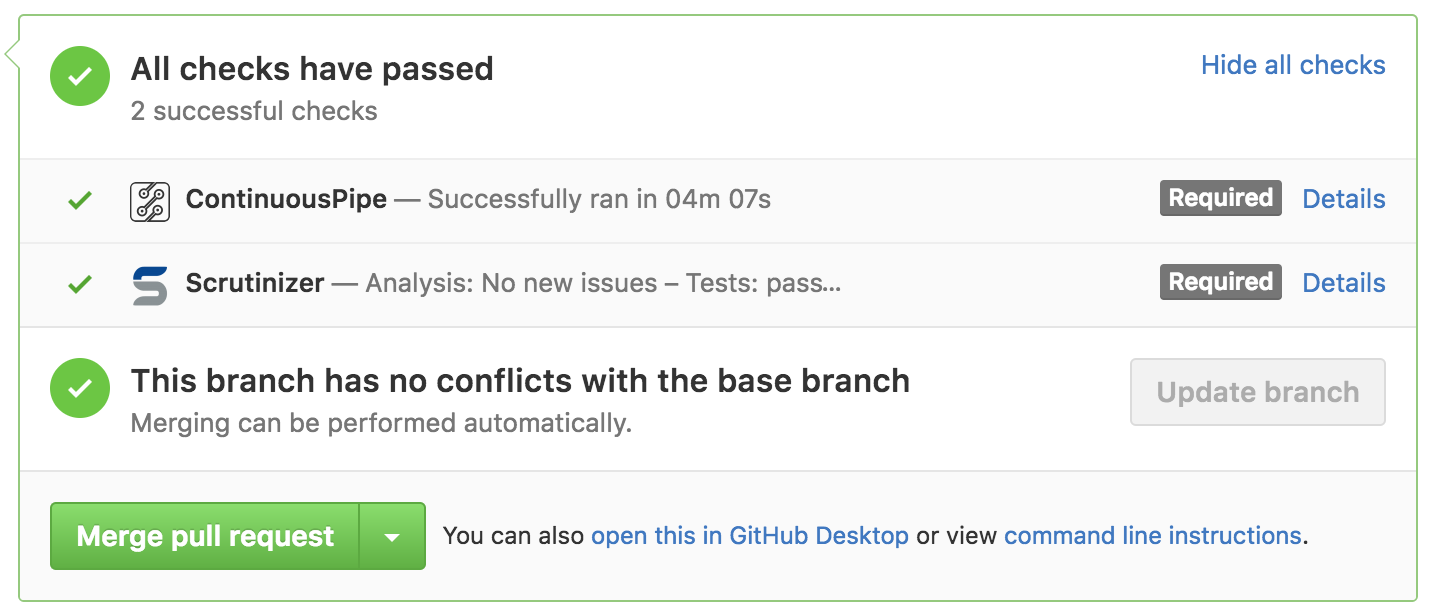 All checks have passed
Hide all checks
2 successful checks
ContinuousPipe — Successfully ran in 04m 07s
Required
Details
Scrutinizer — Analysis: No new issues – Tests: pass...
Required
Details
This branch has no conflicts with the base branch
Update branch
Merging can be performed automatically.
Merge pull request
You can also open this in GitHub Desktop or view command line instructions.